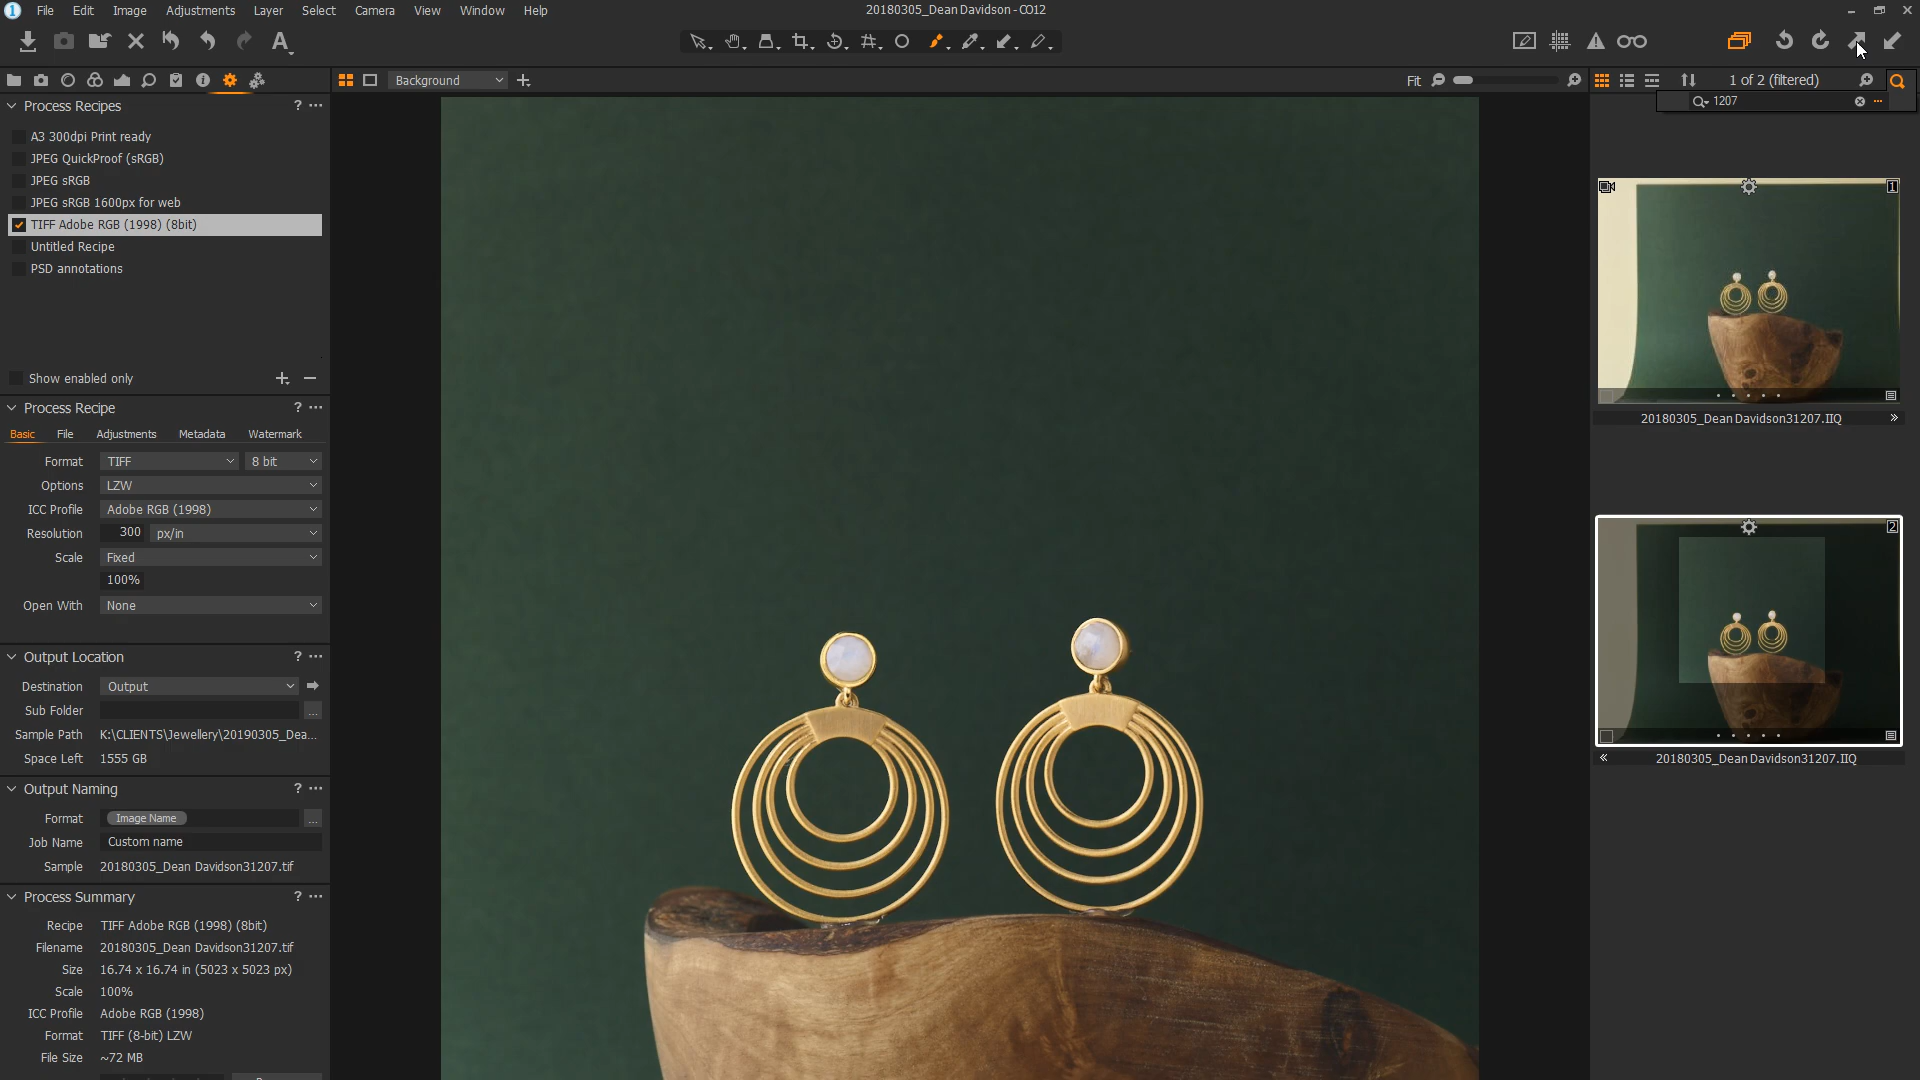 1 File Edit Image Adjustments Layer Select Camera View Window Help
20180305_Dean Davidson - CO12
A
Background
Fit
1 of 2 (filtered)
1207
Process Recipes ? ...
A3 300dpi Print ready
JPEG QuickProof (sRGB)
JPEG sRGB
JPEG sRGB 1600px for web
TIFF Adobe RGB (1998) (8bit)
Untitled Recipe
PSD annotations
Show enabled only
Process Recipe ? ...
Basic File Adjustments Metadata Watermark
Format TIFF 8 bit
Options LZW
ICC Profile Adobe RGB (1998)
Resolution 300 px/in
Scale Fixed
100%
Open With None
Output Location ? ...
Destination Output
Sub Folder ...
Sample Path K:\CLIENTS\Jewellery\20190305_Dea...
Space Left 1555 GB
Output Naming ? ...
Format Image Name ...
Job Name Custom name
Sample 20180305_Dean Davidson31207.tif
Process Summary ? ...
Recipe TIFF Adobe RGB (1998) (8bit)
Filename 20180305_Dean Davidson31207.tif
Size 16.74 x 16.74 in (5023 x 5023 px)
Scale 100%
ICC Profile Adobe RGB (1998)
Format TIFF (8-bit) LZW
File Size ~72 MB
1
20180305_Dean Davidson31207.IIQ
2
20180305_Dean Davidson31207.IIQ